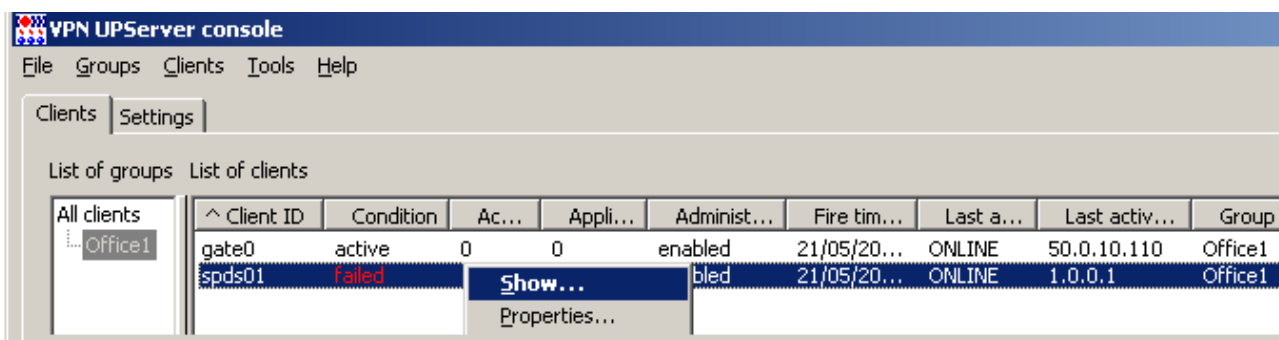 VPN UPServer console
File Groups Clients Tools Help
Clients Settings
List of groups List of clients
All clients ^ Client ID Condition Ac... Appli... Administ... Fire tim... Last a... Last activ... Group
Office1 gate0 active 0 0 enabled 21/05/20... ONLINE 50.0.10.110 Office1
spds01 failed Show... bled 21/05/20... ONLINE 1.0.0.1 Office1
Properties...